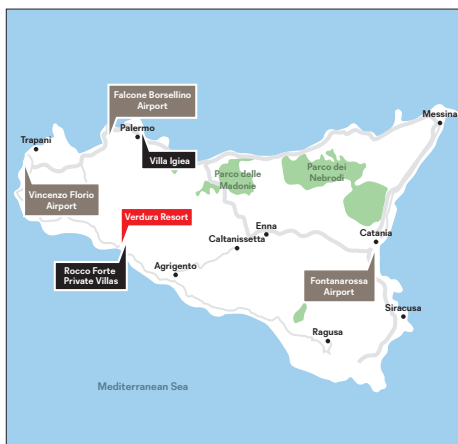 Falcone Borsellino
Airport
Messina
Palermo
Trapani
Villa Igiea
Parco delle
Madonie
Parco dei
Nebrodi
Vincenzo Florio
Airport
Verdura Resort
Enna
Catania
Caltanissetta
Rocco Forte
Private Villas
Agrigento
Fontanarossa
Airport
Siracusa
Ragusa
Mediterranean Sea